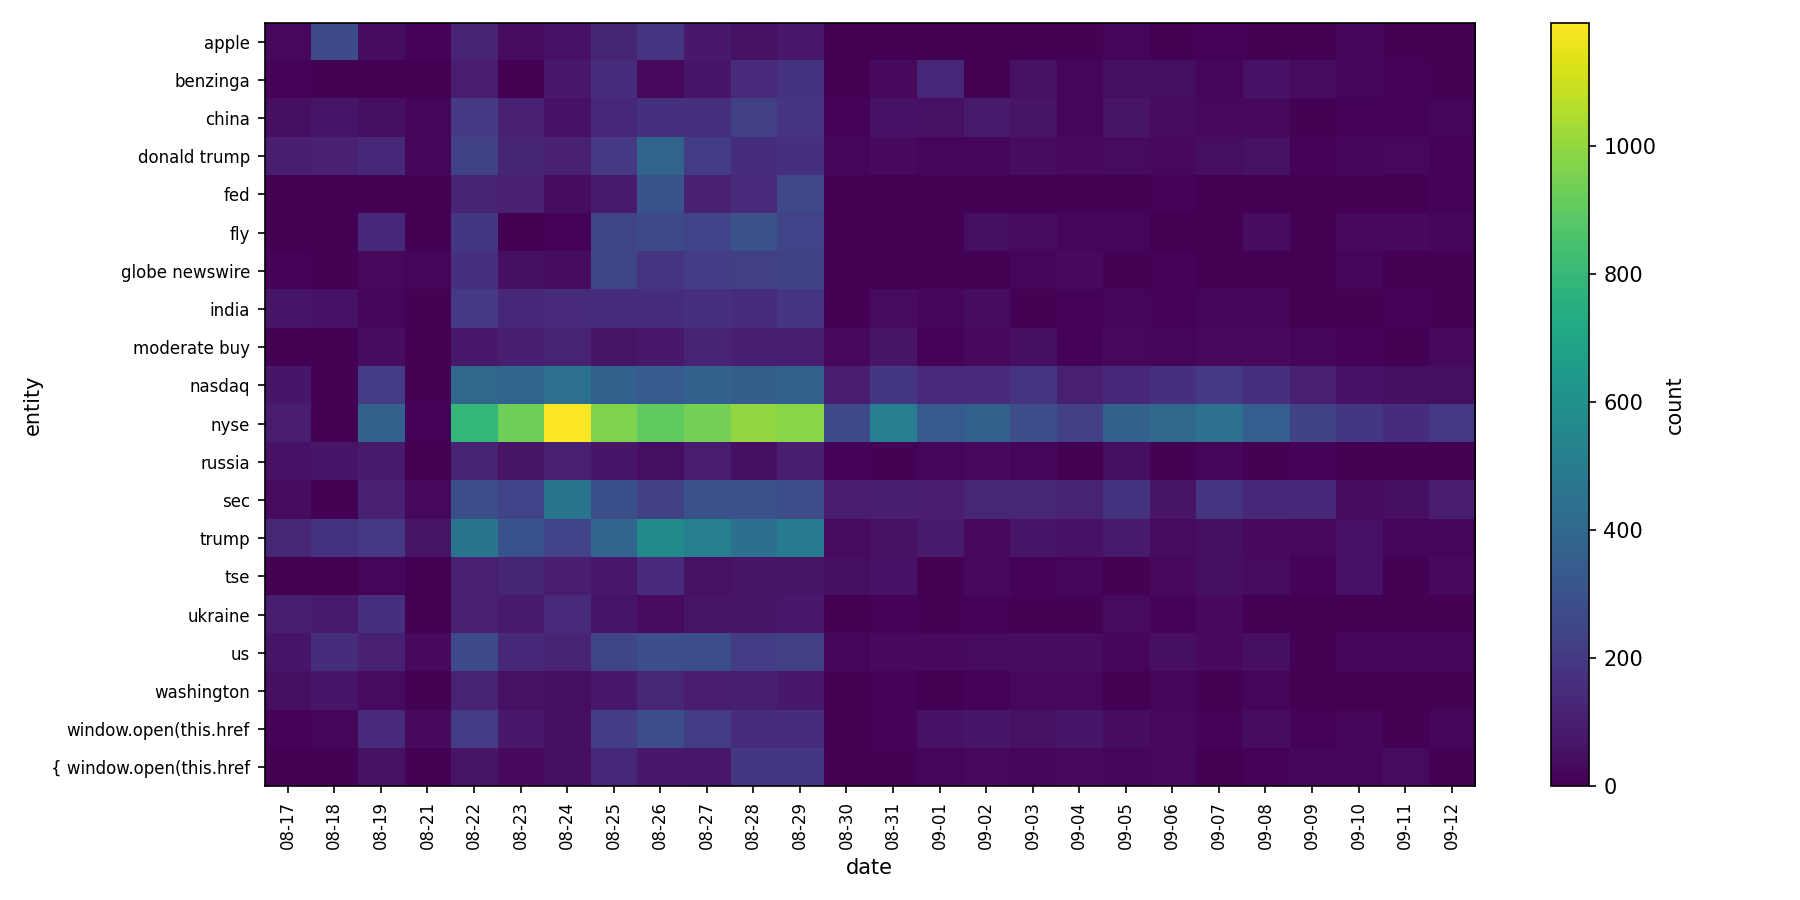 entity
apple
benzinga
china
donald trump
fed
fly
globe newswire
india
moderate buy
nasdaq
nyse
russia
sec
trump
tse
ukraine
us
washington
window.open(this.href
{ window.open(this.href
08-17
08-18
08-19
08-21
08-22
08-23
08-24
08-25
08-26
08-27
08-28
08-29
08-30
08-31
09-01
09-02
09-03
09-04
09-05
09-06
09-07
09-08
09-09
09-10
09-11
09-12
date
1000
800
600
400
200
0
count